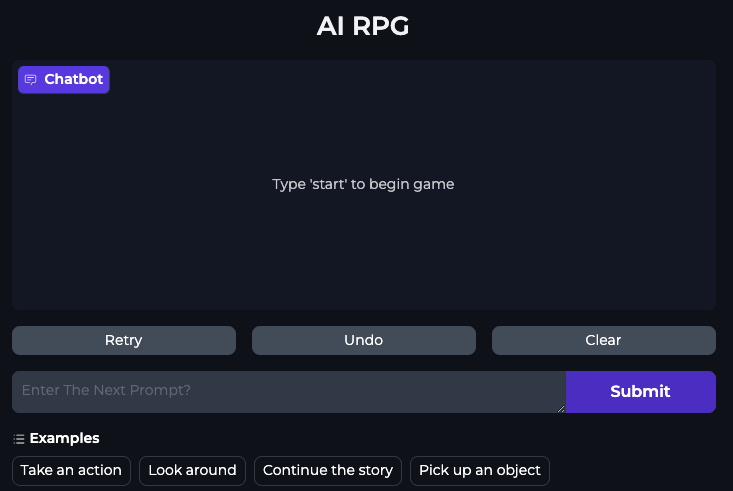 AI RPG
Chatbot
Type 'start' to begin game
Retry Undo Clear
Enter The Next Prompt? Submit
Examples
Take an action Look around Continue the story Pick up an object